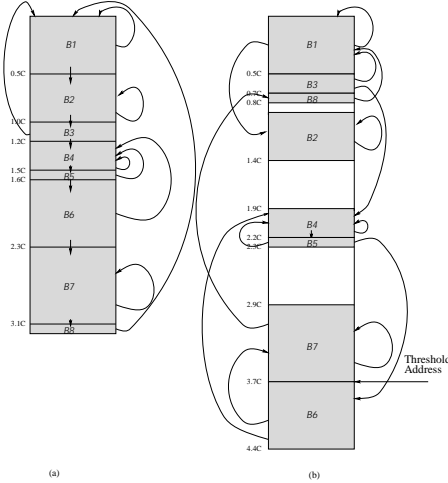 B1
0.5C
B2
1.0C
B3
1.2C
B4
1.5C
B5
1.6C
B6
2.3C
B7
3.1C
B8
(a)
B1
0.5C
B3
0.7C
B8
0.8C
B2
1.4C
1.9C
B4
2.2C
B5
2.3C
2.9C
B7
Threshold
Address
3.7C
B6
4.4C
(b)